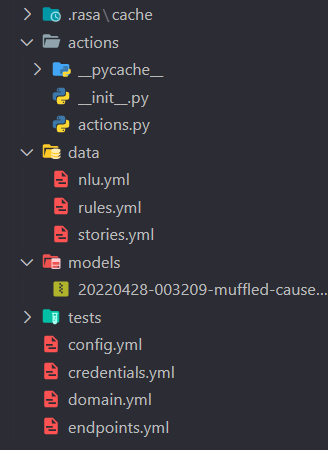 .rasa\cache
actions
__pycache__
__init__.py
actions.py
data
nlu.yml
rules.yml
stories.yml
models
20220428-003209-muffled-cause...
tests
config.yml
credentials.yml
domain.yml
endpoints.yml